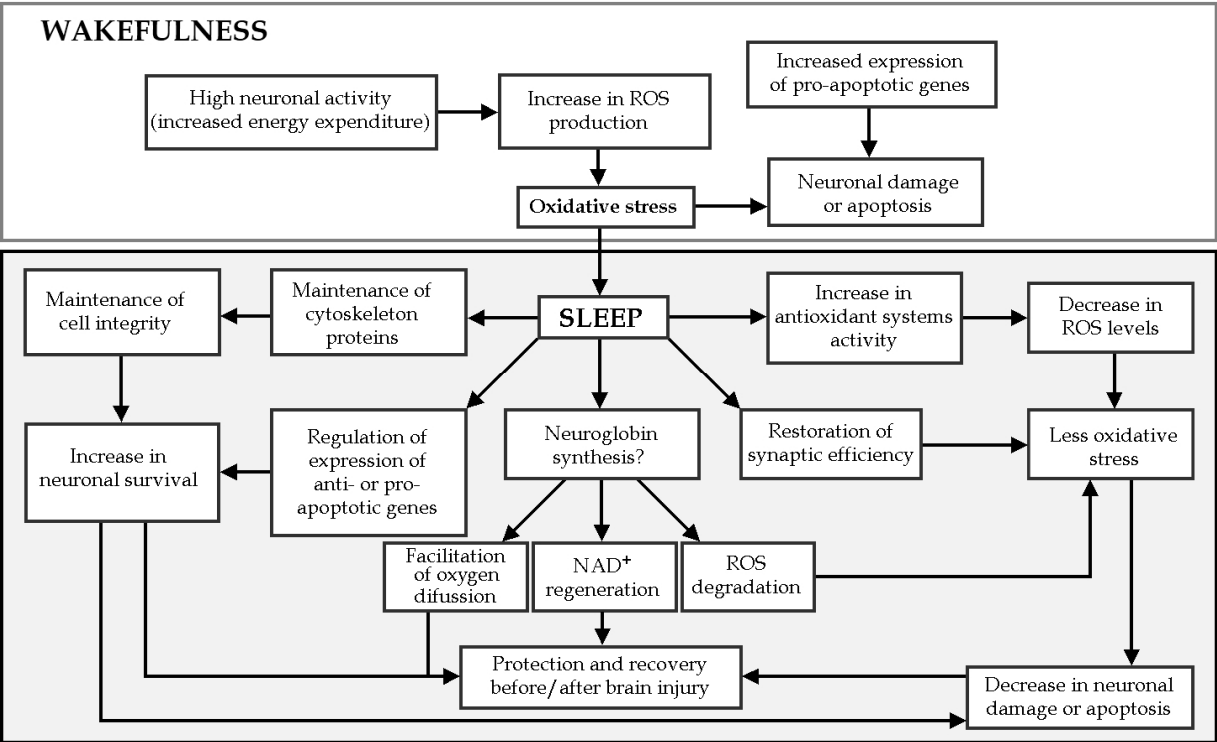 WAKEFULNESS
High neuronal activity
(increased energy expenditure)
Increase in ROS
production
Increased expression
of pro-apoptotic genes
Oxidative stress
Neuronal damage
or apoptosis
Maintenance of
cell integrity
Maintenance of
cytoskeleton
proteins
SLEEP
Increase in
antioxidant systems
activity
Decrease in
ROS levels
Increase in
neuronal survival
Regulation of
expression of
anti- or pro-
apoptotic genes
Neuroglobin
synthesis?
Restoration of
synaptic efficiency
Less oxidative
stress
Facilitation
of oxygen
difussion
NAD+
regeneration
ROS
degradation
Protection and recovery
before/after brain injury
Decrease in neuronal
damage or apoptosis